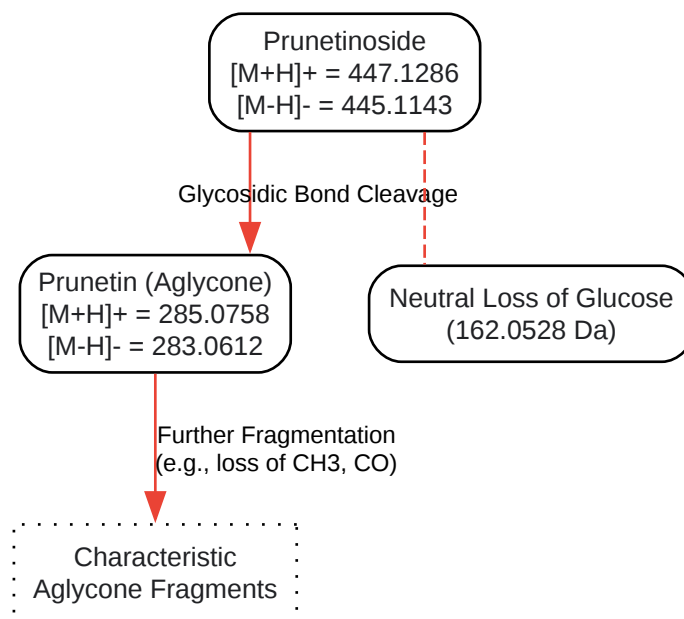 Prunetinoside
[M+H]+ = 447.1286
[M-H]- = 445.1143
Glycosidic Bond Cleavage
Prunetin (Aglycone)
[M+H]+ = 285.0758
[M-H]- = 283.0612
Neutral Loss of Glucose
(162.0528 Da)
Further Fragmentation
(e.g., loss of CH3, CO)
Characteristic
Aglycone Fragments